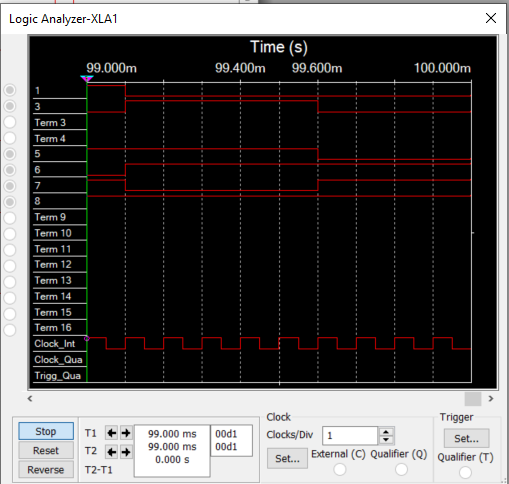 Logic Analyzer-XLA1
Time (s)
99.000m 99.400m 99.600m 100.000m
1
3
Term 3
Term 4
5
6
7
8
Term 9
Term 10
Term 11
Term 12
Term 13
Term 14
Term 15
Term 16
Clock_Int
Clock_Qua
Trigg_Qua
Stop
Reset
Reverse
T1
T2
T2-T1
99.000 ms
99.000 ms
0.000 s
00d1
00d1
Clock
Clocks/Div 1
Set...
External (C) Qualifier (Q)
Trigger
Set...
Qualifier (T)